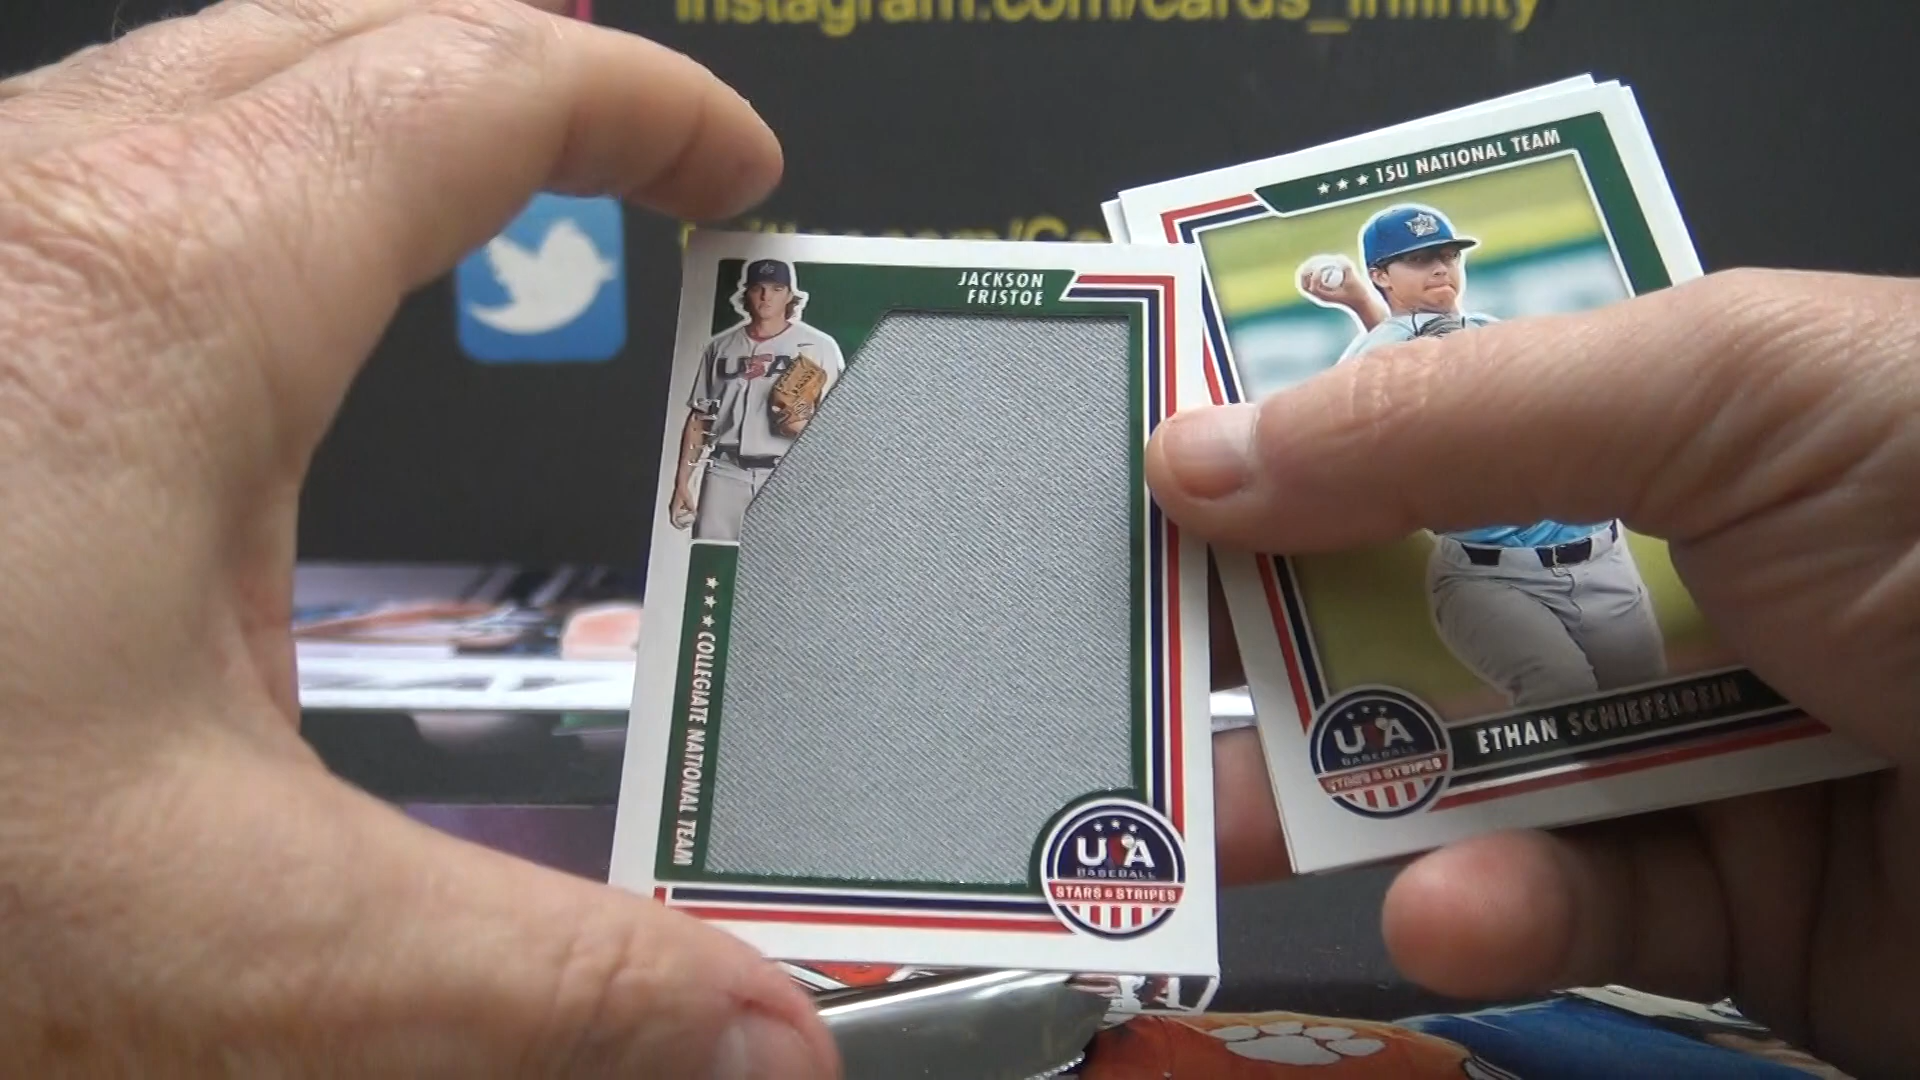 instagram.com/cards_infinity
JACKSON
FRISTOE
USA
★★★ COLLEGIATE NATIONAL TEAM
USA
BASEBALL
STARS & STRIPES
★★★ 15U NATIONAL TEAM
ETHAN SCHIEFELBEIN
USA
BASEBALL
STARS & STRIPES